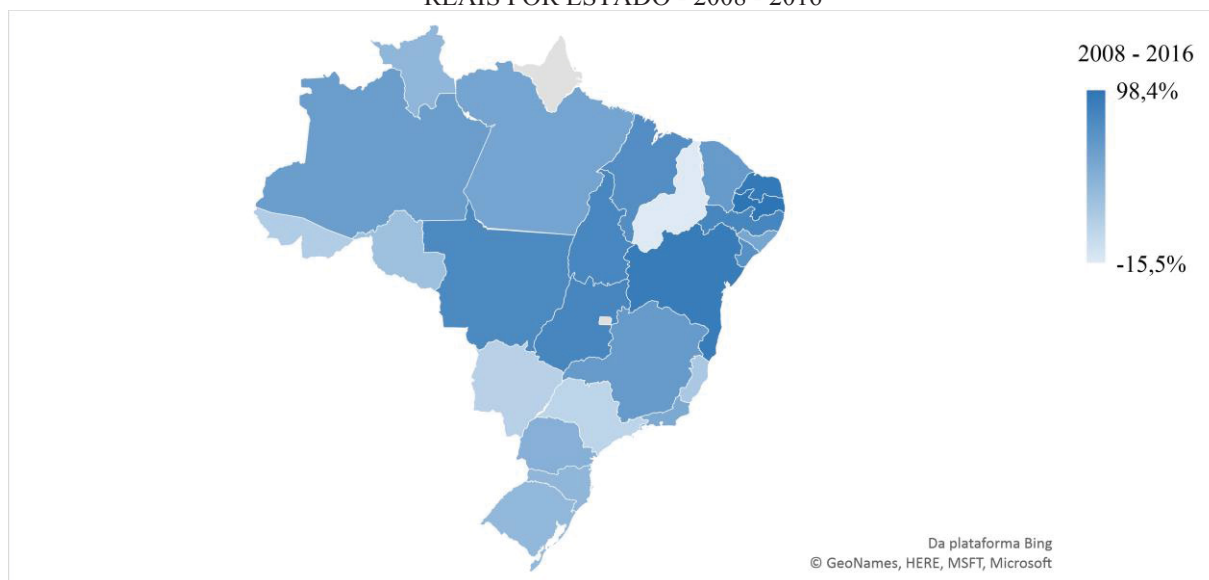 REAIS POR ESTADO - 2008 - 2016
2008 - 2016
98,4%
-15,5%
Da plataforma Bing
© GeoNames, HERE, MSFT, Microsoft